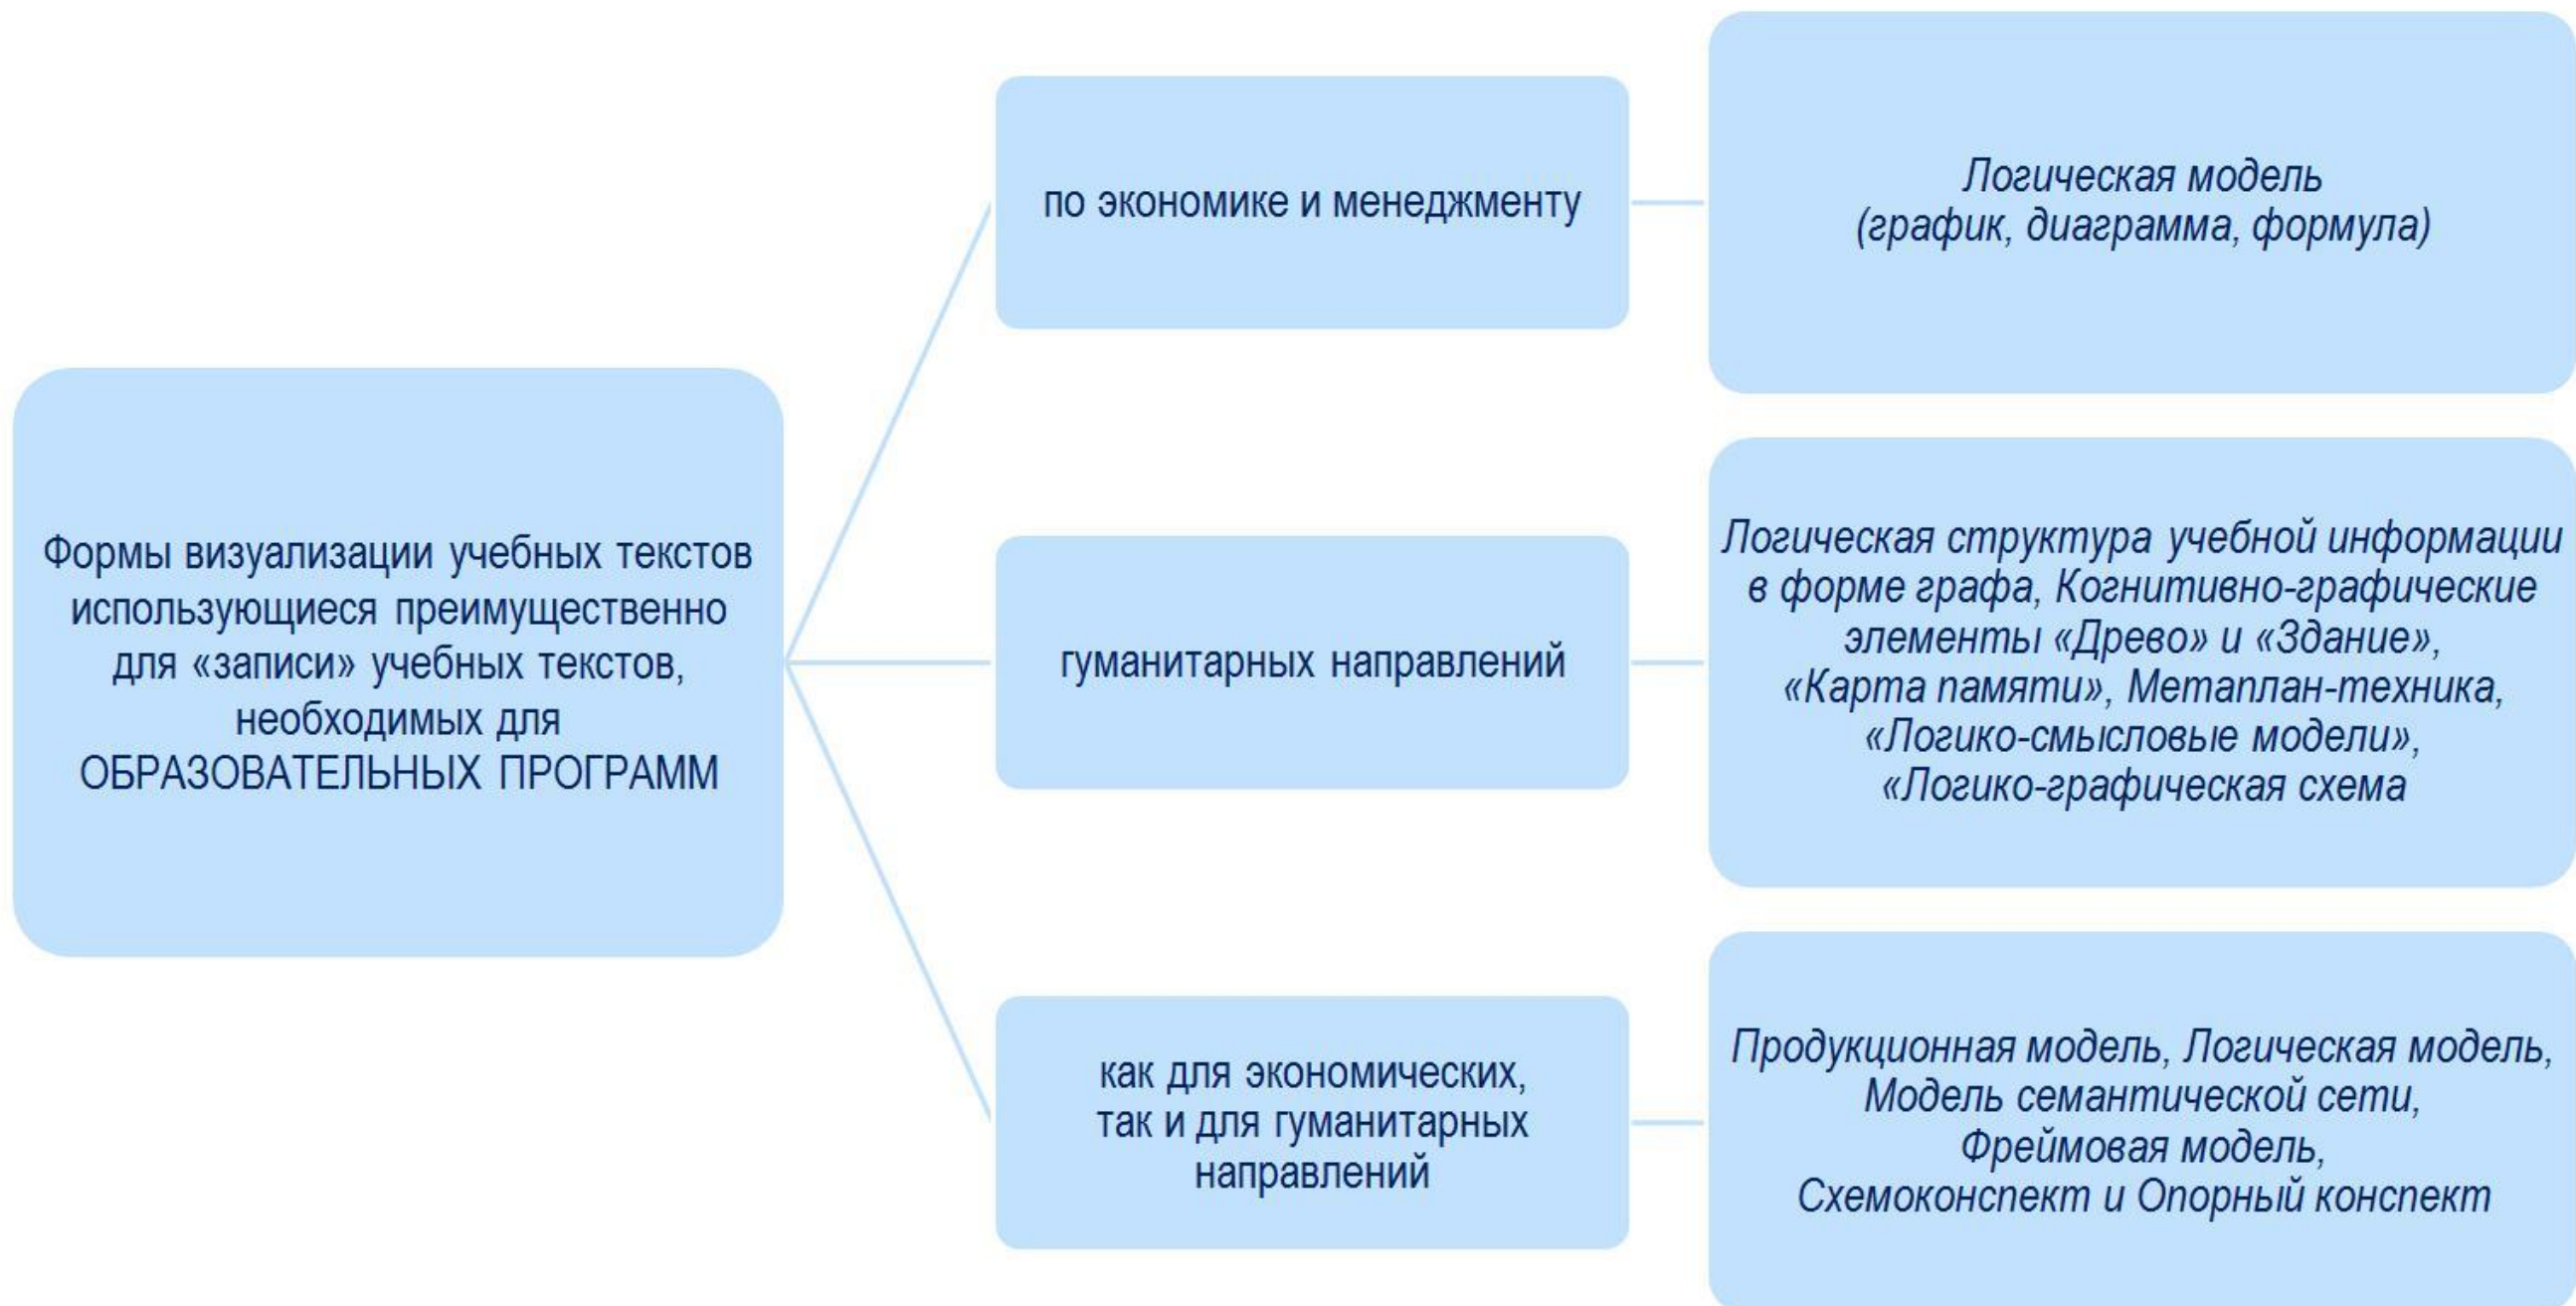 Формы визуализации учебных текстов
использующиеся преимущественно
для «записи» учебных текстов,
необходимых для
ОБРАЗОВАТЕЛЬНЫХ ПРОГРАММ
по экономике и менеджменту
Логическая модель
(график, диаграмма, формула)
гуманитарных направлений
Логическая структура учебной информации
в форме графа, Когнитивно-графические
элементы «Древо» и «Здание»,
«Карта памяти», Метаплан-техника,
«Логико-смысловые модели»,
«Логико-графическая схема
как для экономических,
так и для гуманитарных
направлений
Продукционная модель, Логическая модель,
Модель семантической сети,
Фреймовая модель,
Схемоконспект и Опорный конспект